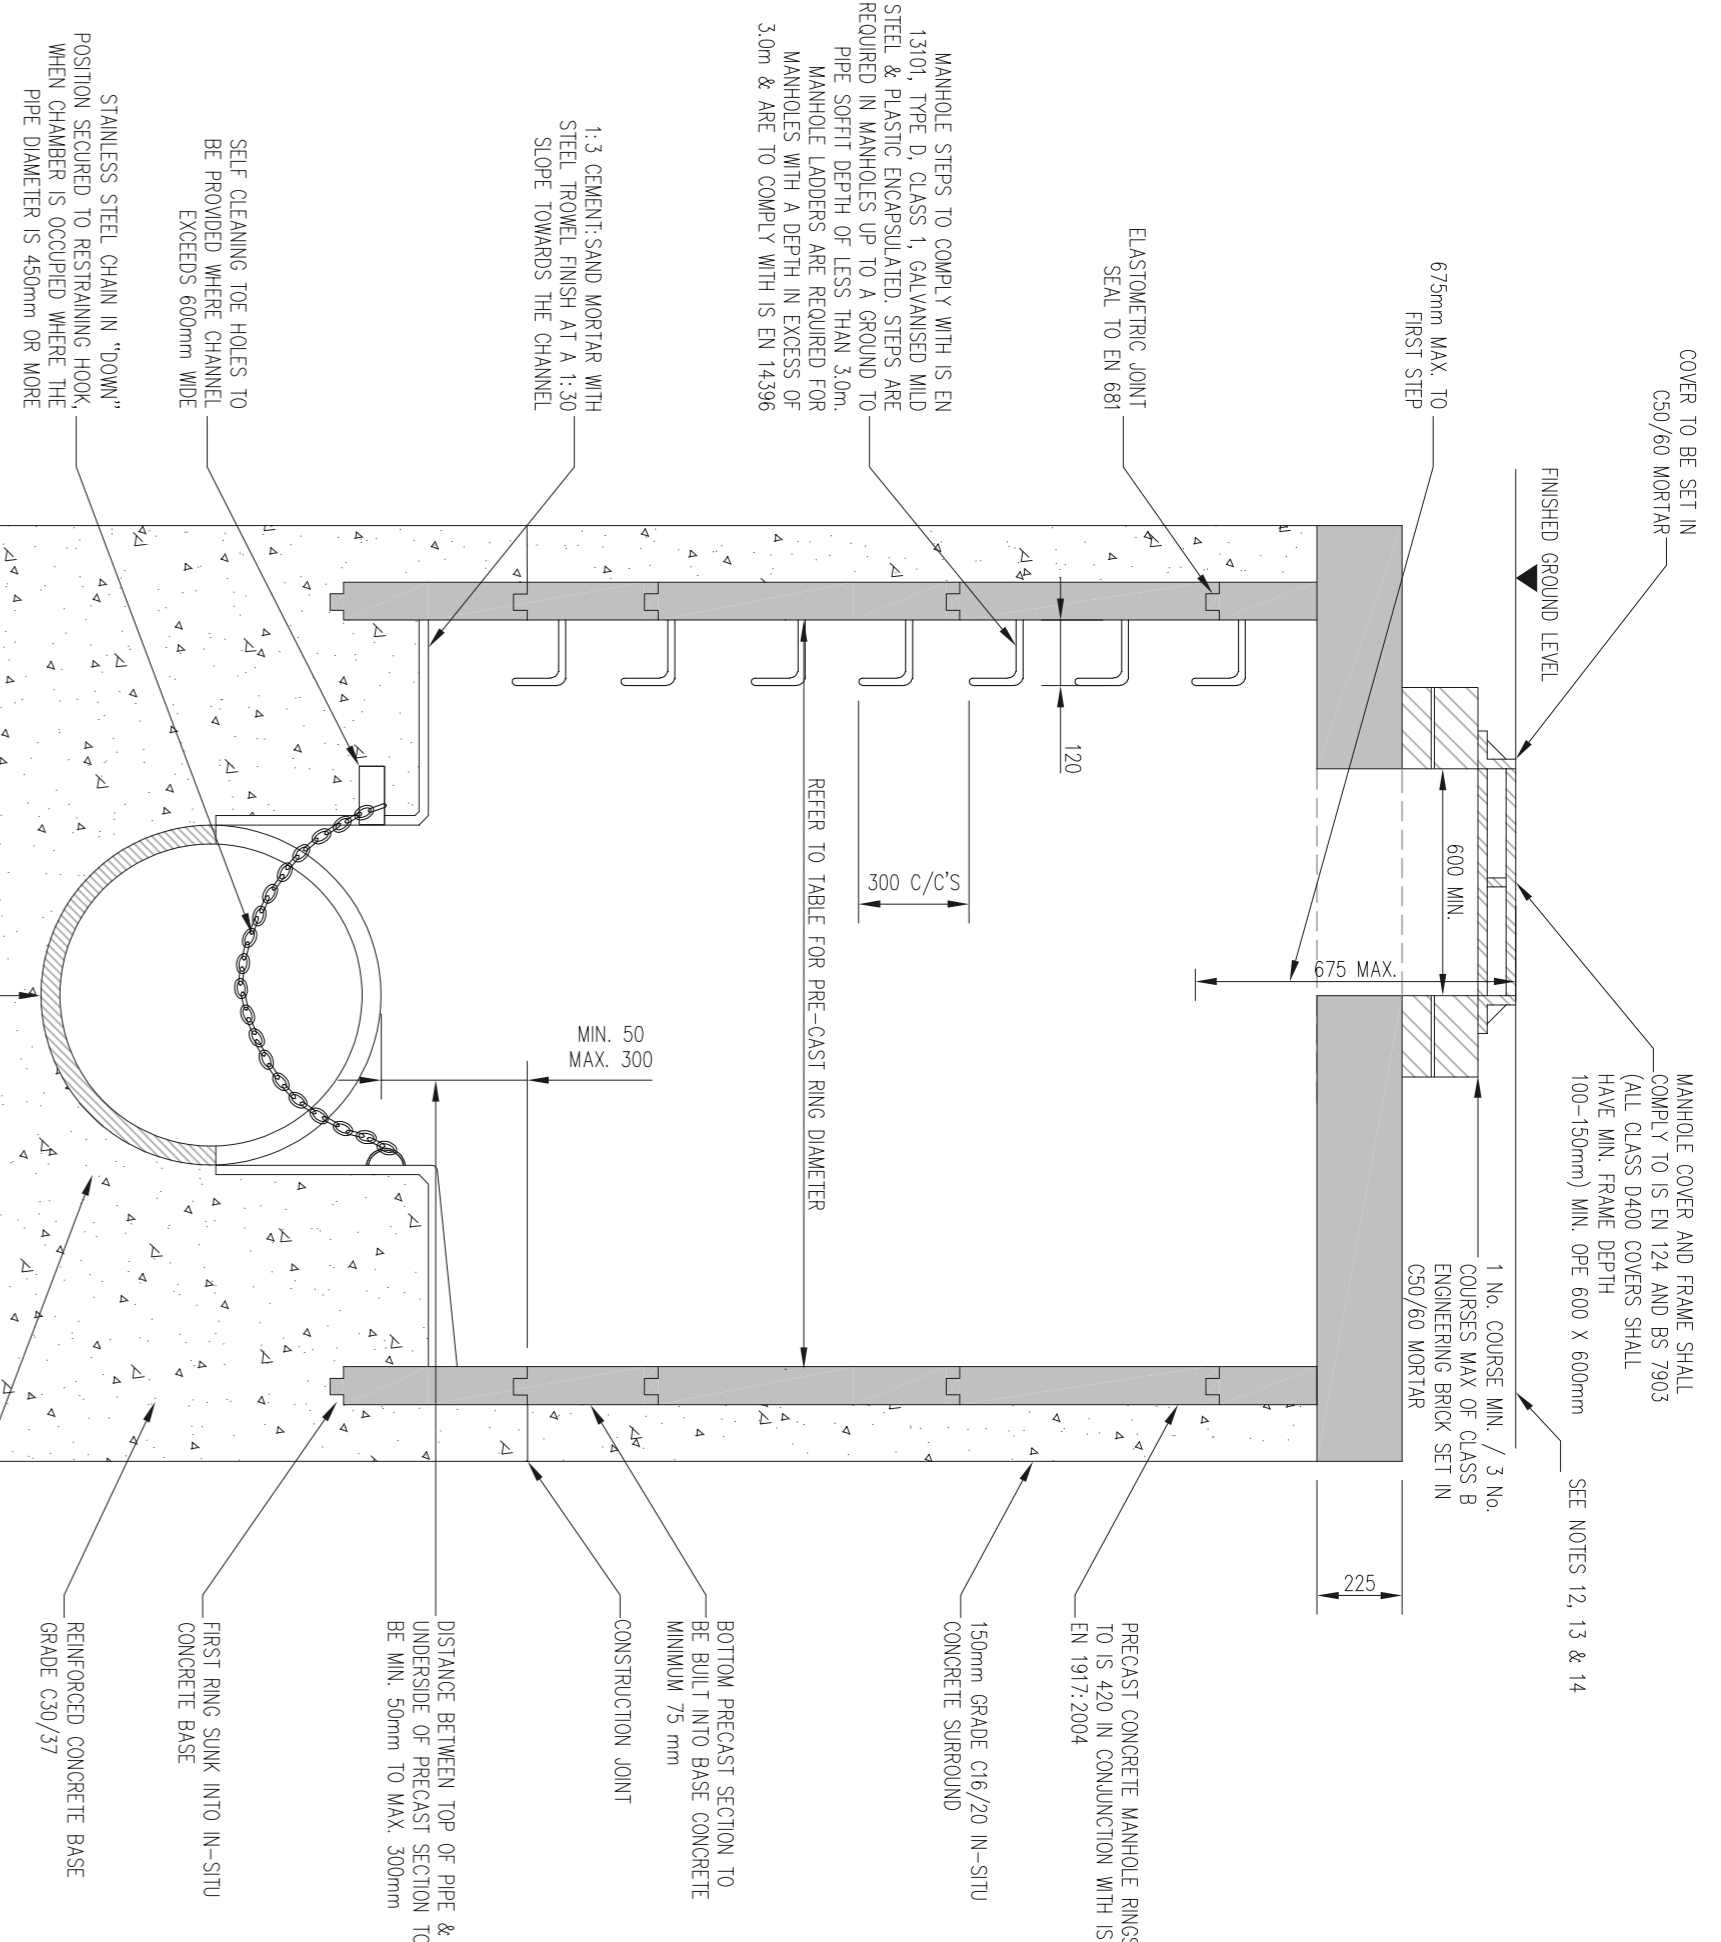 COVER TO BE SET IN
C50/60 MORTAR
FINISHED GROUND LEVEL
675mm MAX. TO
FIRST STEP
ELASTOMETRIC JOINT
SEAL TO EN 681
MANHOLE STEPS TO COMPLY WITH IS EN
13101, TYPE D, CLASS 1, GALVANISED MILD
STEEL & PLASTIC ENCAPSULATED. STEPS ARE
REQUIRED IN MANHOLES UP TO A GROUND TO
PIPE SOFFIT DEPTH OF LESS THAN 3.0m.
MANHOLE LADDERS ARE REQUIRED FOR
MANHOLES WITH A DEPTH IN EXCESS OF
3.0m & ARE TO COMPLY WITH IS EN 14396
1:3 CEMENT:SAND MORTAR WITH
STEEL TROWEL FINISH AT A 1:30
SLOPE TOWARDS THE CHANNEL
SELF CLEANING TOE HOLES TO
BE PROVIDED WHERE CHANNEL
EXCEEDS 600mm WIDE
STAINLESS STEEL CHAIN IN "DOWN"
POSITION SECURED TO RESTRAINING HOOK,
WHEN CHAMBER IS OCCUPIED WHERE THE
PIPE DIAMETER IS 450mm OR MORE
600 MIN.
675 MAX.
120
300 C/C'S
REFER TO TABLE FOR PRE-CAST RING DIAMETER
MIN. 50
MAX. 300
225
MANHOLE COVER AND FRAME SHALL
COMPLY TO IS EN 124 AND BS 7903
(ALL CLASS D400 COVERS SHALL
HAVE MIN. FRAME DEPTH
100-150mm) MIN. OPE 600 X 600mm
SEE NOTES 12, 13 & 14
1 No. COURSE MIN. / 3 No.
COURSES MAX OF CLASS B
ENGINEERING BRICK SET IN
C50/60 MORTAR
PRECAST CONCRETE MANHOLE RINGS
TO IS 420 IN CONJUNCTION WITH IS
EN 1917:2004
150mm GRADE C16/20 IN-SITU
CONCRETE SURROUND
BOTTOM PRECAST SECTION TO
BE BUILT INTO BASE CONCRETE
MINIMUM 75 mm
CONSTRUCTION JOINT
DISTANCE BETWEEN TOP OF PIPE &
UNDERSIDE OF PRECAST SECTION TO
BE MIN. 50mm TO MAX. 300mm
FIRST RING SUNK INTO IN-SITU
CONCRETE BASE
REINFORCED CONCRETE BASE
GRADE C30/37